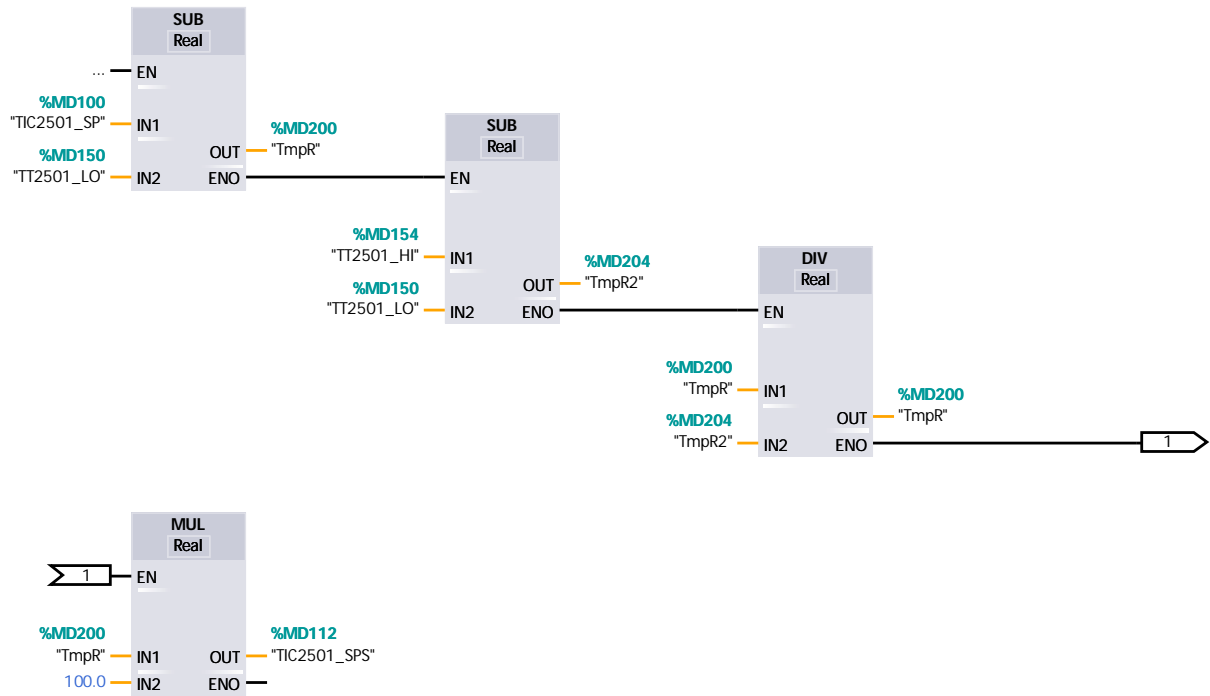 SUB
Real
... EN
%MD100
"TIC2501_SP" IN1
%MD200
OUT "TmpR"
%MD150
"TT2501_LO" IN2 ENO
SUB
Real
EN
%MD154
"TT2501_HI" IN1
%MD204
OUT "TmpR2"
%MD150
"TT2501_LO" IN2 ENO
DIV
Real
EN
%MD200
"TmpR" IN1
%MD200
OUT "TmpR"
%MD204
"TmpR2" IN2 ENO
1
MUL
Real
1 EN
%MD200 %MD112
"TmpR" IN1 OUT "TIC2501_SPS"
100.0 IN2 ENO